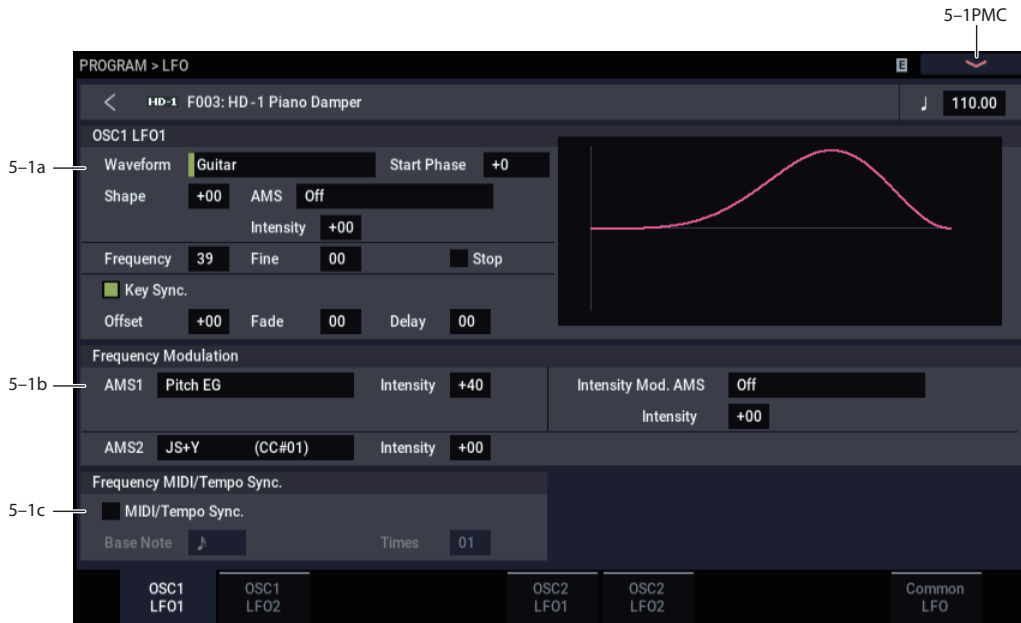 5–1PMC
PROGRAM > LFO E
HD-1 F003: HD-1 Piano Damper ♩ 110.00
OSC1 LFO1
5–1a
Waveform Guitar Start Phase +0
Shape +00 AMS Off
Intensity +00
Frequency 39 Fine 00 Stop
Key Sync.
Offset +00 Fade 00 Delay 00
Frequency Modulation
5–1b
AMS1 Pitch EG Intensity +40 Intensity Mod. AMS Off
Intensity +00
AMS2 JS+Y (CC#01) Intensity +00
Frequency MIDI/Tempo Sync.
5–1c
MIDI/Tempo Sync.
Base Note ♪ Times 01
OSC1 LFO1
OSC1 LFO2
OSC2 LFO1
OSC2 LFO2
Common LFO